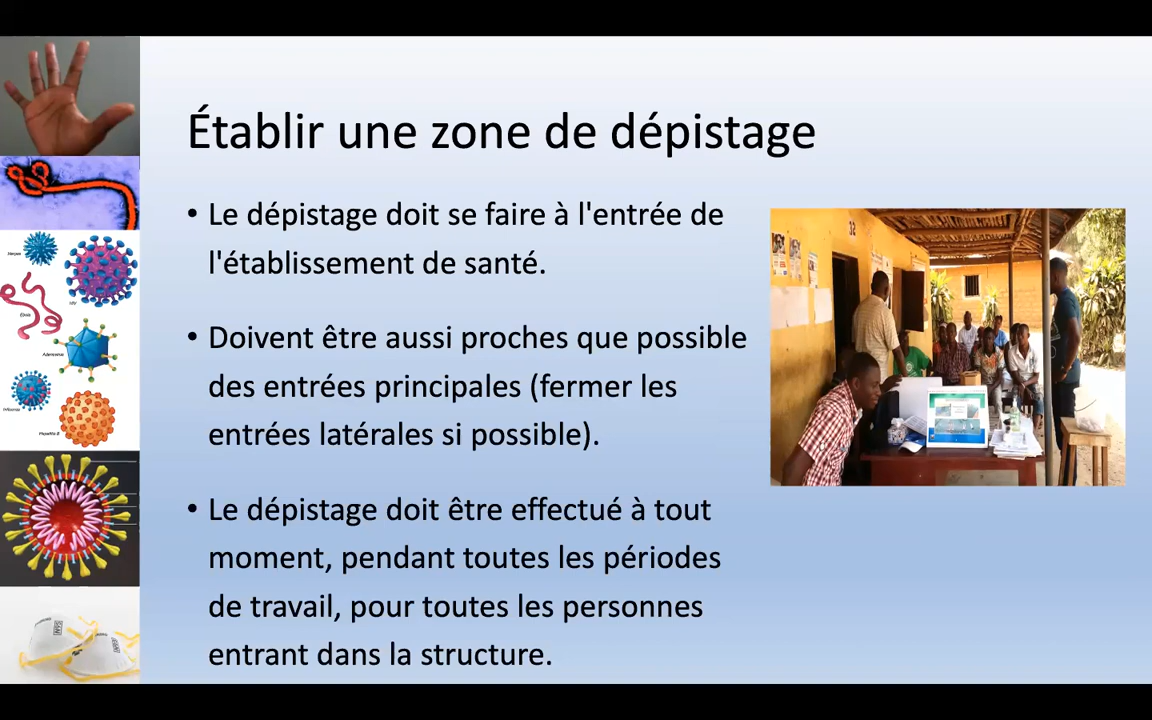 Établir une zone de dépistage
• Le dépistage doit se faire à l'entrée de
l'établissement de santé.
• Doivent être aussi proches que possible
des entrées principales (fermer les
entrées latérales si possible).
• Le dépistage doit être effectué à tout
moment, pendant toutes les périodes
de travail, pour toutes les personnes
entrant dans la structure.
32